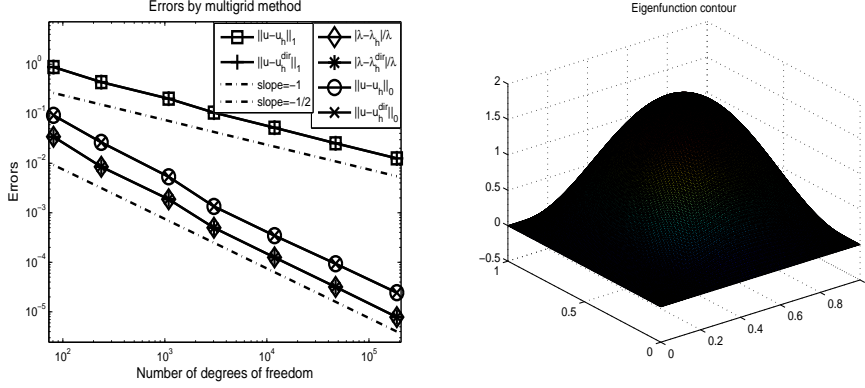 Errors by multigrid method
||u−u_h||_1
||u−u_h^dir||_1
slope=−1
slope=−1/2
|λ−λ_h|/λ
|λ−λ_h^dir|/λ
||u−u_h||_0
||u−u_h^dir||_0
Errors
10^0
10^−1
10^−2
10^−3
10^−4
10^−5
10^2
10^3
10^4
10^5
Number of degrees of freedom
Eigenfunction contour
2
1.5
1
0.5
0
−0.5
1
0.5
0
0
0.2
0.4
0.6
0.8